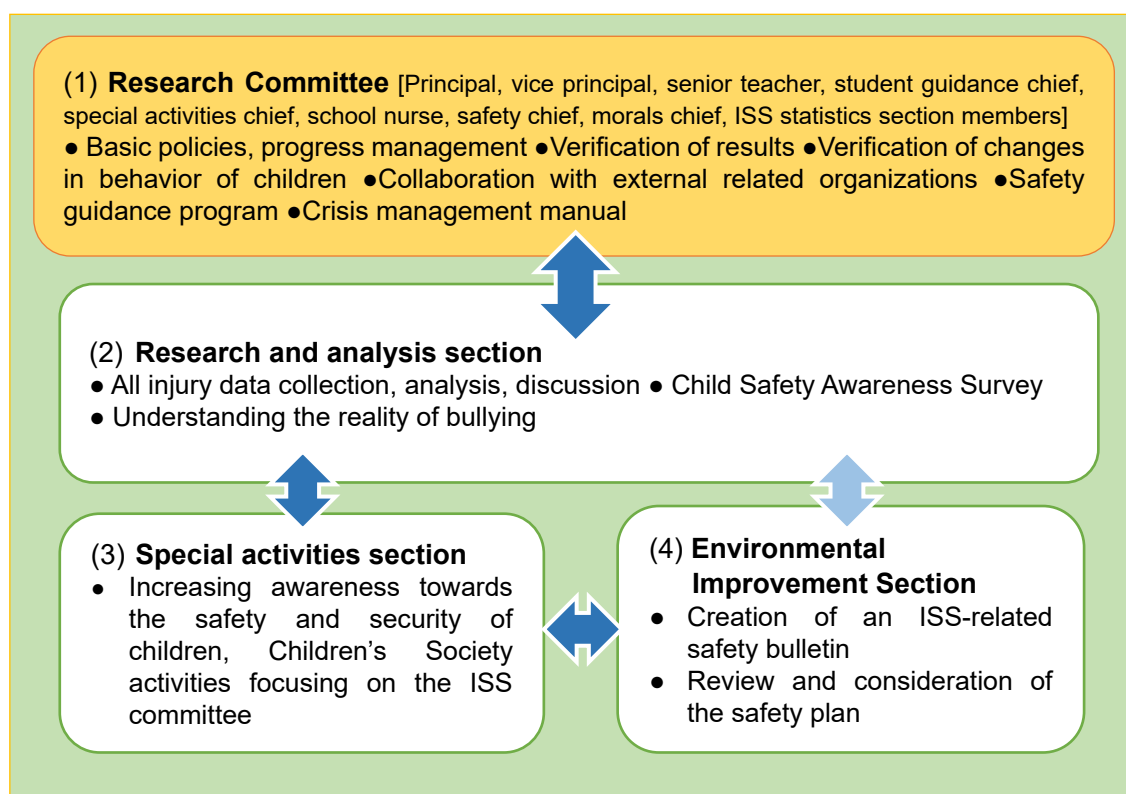 (1) Research Committee [Principal, vice principal, senior teacher, student guidance chief,
special activities chief, school nurse, safety chief, morals chief, ISS statistics section members]
● Basic policies, progress management ●Verification of results ●Verification of changes
in behavior of children ●Collaboration with external related organizations ●Safety
guidance program ●Crisis management manual
(2) Research and analysis section
● All injury data collection, analysis, discussion ● Child Safety Awareness Survey
● Understanding the reality of bullying
(3) Special activities section
● Increasing awareness towards
the safety and security of
children, Children’s Society
activities focusing on the ISS
committee
(4) Environmental
Improvement Section
● Creation of an ISS-related
safety bulletin
● Review and consideration of
the safety plan